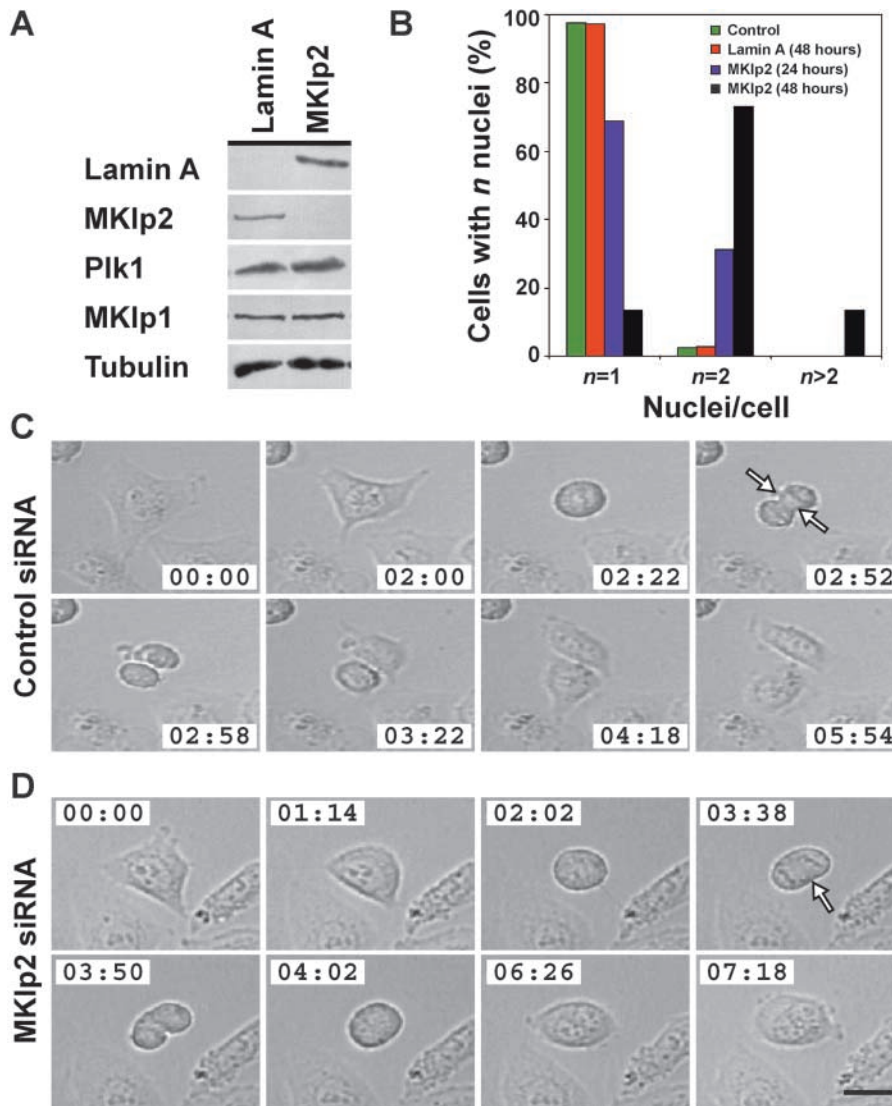 A
Lamin A
MKlp2
Lamin A
MKlp2
Plk1
MKlp1
Tubulin
B
Cells with n nuclei (%)
100
80
60
40
20
0
Control
Lamin A (48 hours)
MKlp2 (24 hours)
MKlp2 (48 hours)
n=1
n=2
n>2
Nuclei/cell
C
Control siRNA
00:00
02:00
02:22
02:52
02:58
03:22
04:18
05:54
D
MKlp2 siRNA
00:00
01:14
02:02
03:38
03:50
04:02
06:26
07:18